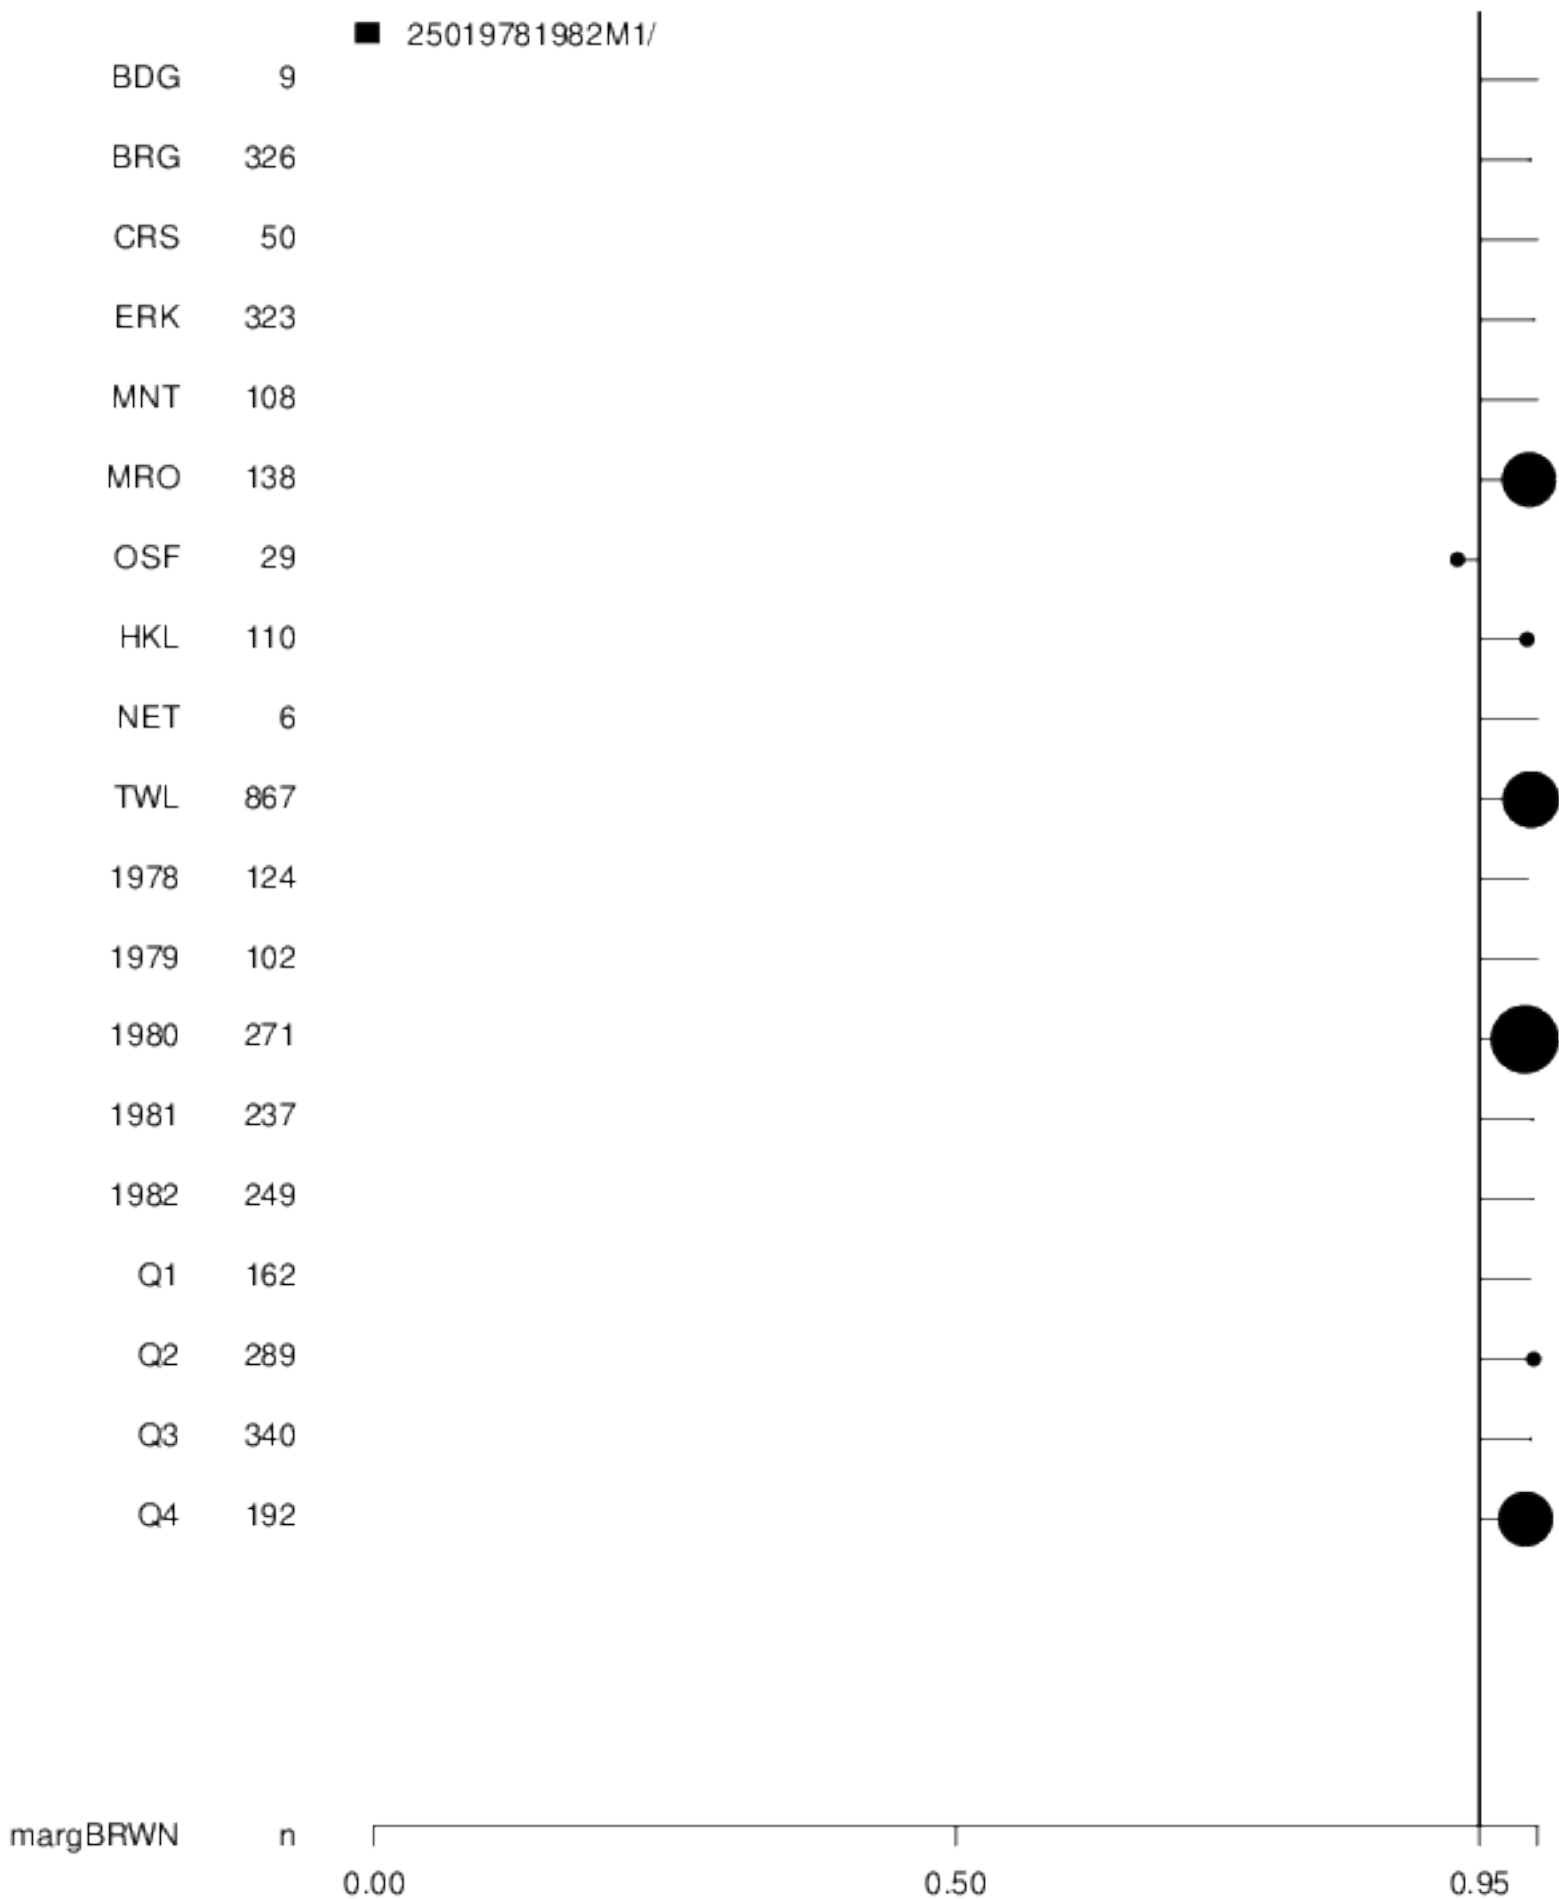 25019781982M1/
BDG 9
BRG 326
CRS 50
ERK 323
MNT 108
MRO 138
OSF 29
HKL 110
NET 6
TWL 867
1978 124
1979 102
1980 271
1981 237
1982 249
Q1 162
Q2 289
Q3 340
Q4 192
margBRWN n
0.00 0.50 0.95